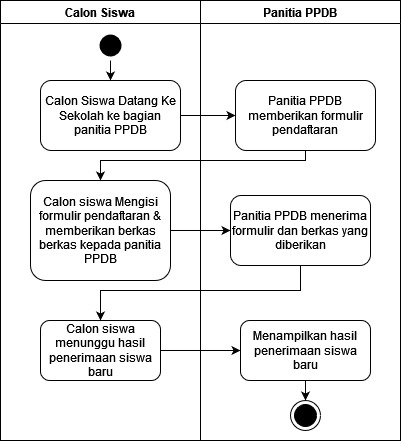 Calon Siswa
Panitia PPDB
Calon Siswa Datang Ke
Sekolah ke bagian
panitia PPDB
Panitia PPDB
memberikan formulir
pendaftaran
Calon siswa Mengisi
formulir pendaftaran &
memberikan berkas
berkas kepada panitia
PPDB
Panitia PPDB menerima
formulir dan berkas yang
diberikan
Calon siswa
menunggu hasil
penerimaan siswa
baru
Menampilkan hasil
penerimaan siswa
baru